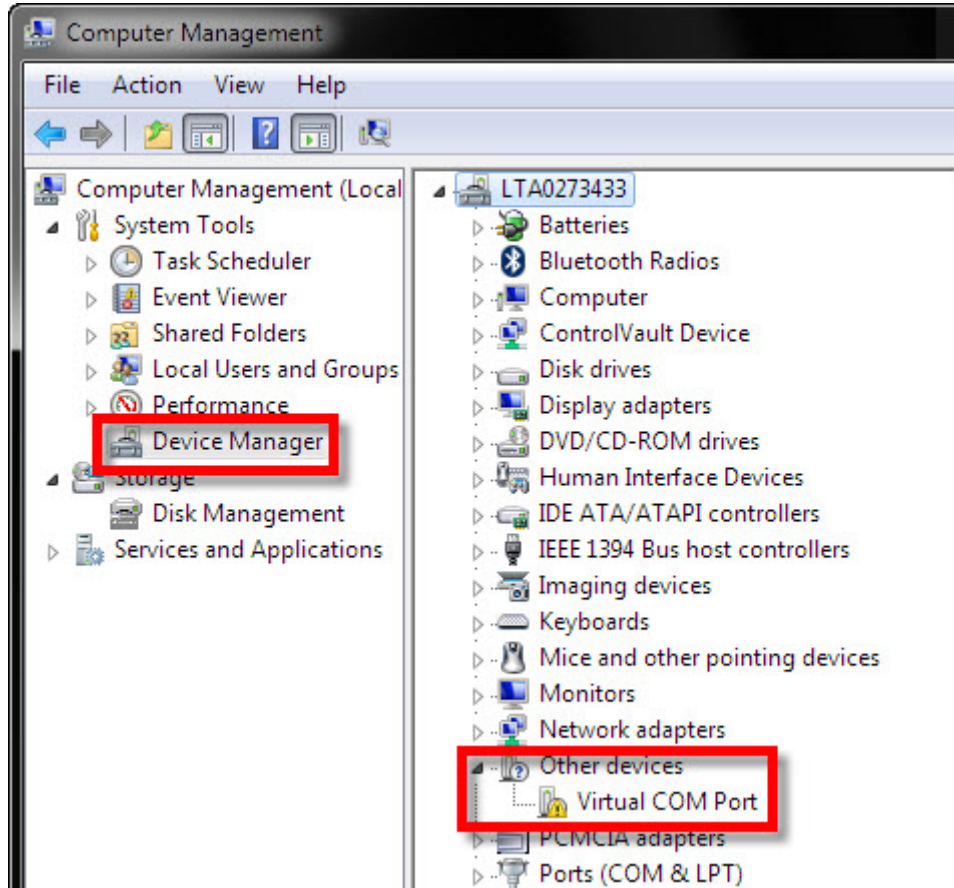 Computer Management
File Action View Help
Computer Management (Local
System Tools
Task Scheduler
Event Viewer
Shared Folders
Local Users and Groups
Performance
Device Manager
Storage
Disk Management
Services and Applications
LTA0273433
Batteries
Bluetooth Radios
Computer
ControlVault Device
Disk drives
Display adapters
DVD/CD-ROM drives
Human Interface Devices
IDE ATA/ATAPI controllers
IEEE 1394 Bus host controllers
Imaging devices
Keyboards
Mice and other pointing devices
Monitors
Network adapters
Other devices
Virtual COM Port
PCMCIA adapters
Ports (COM & LPT)